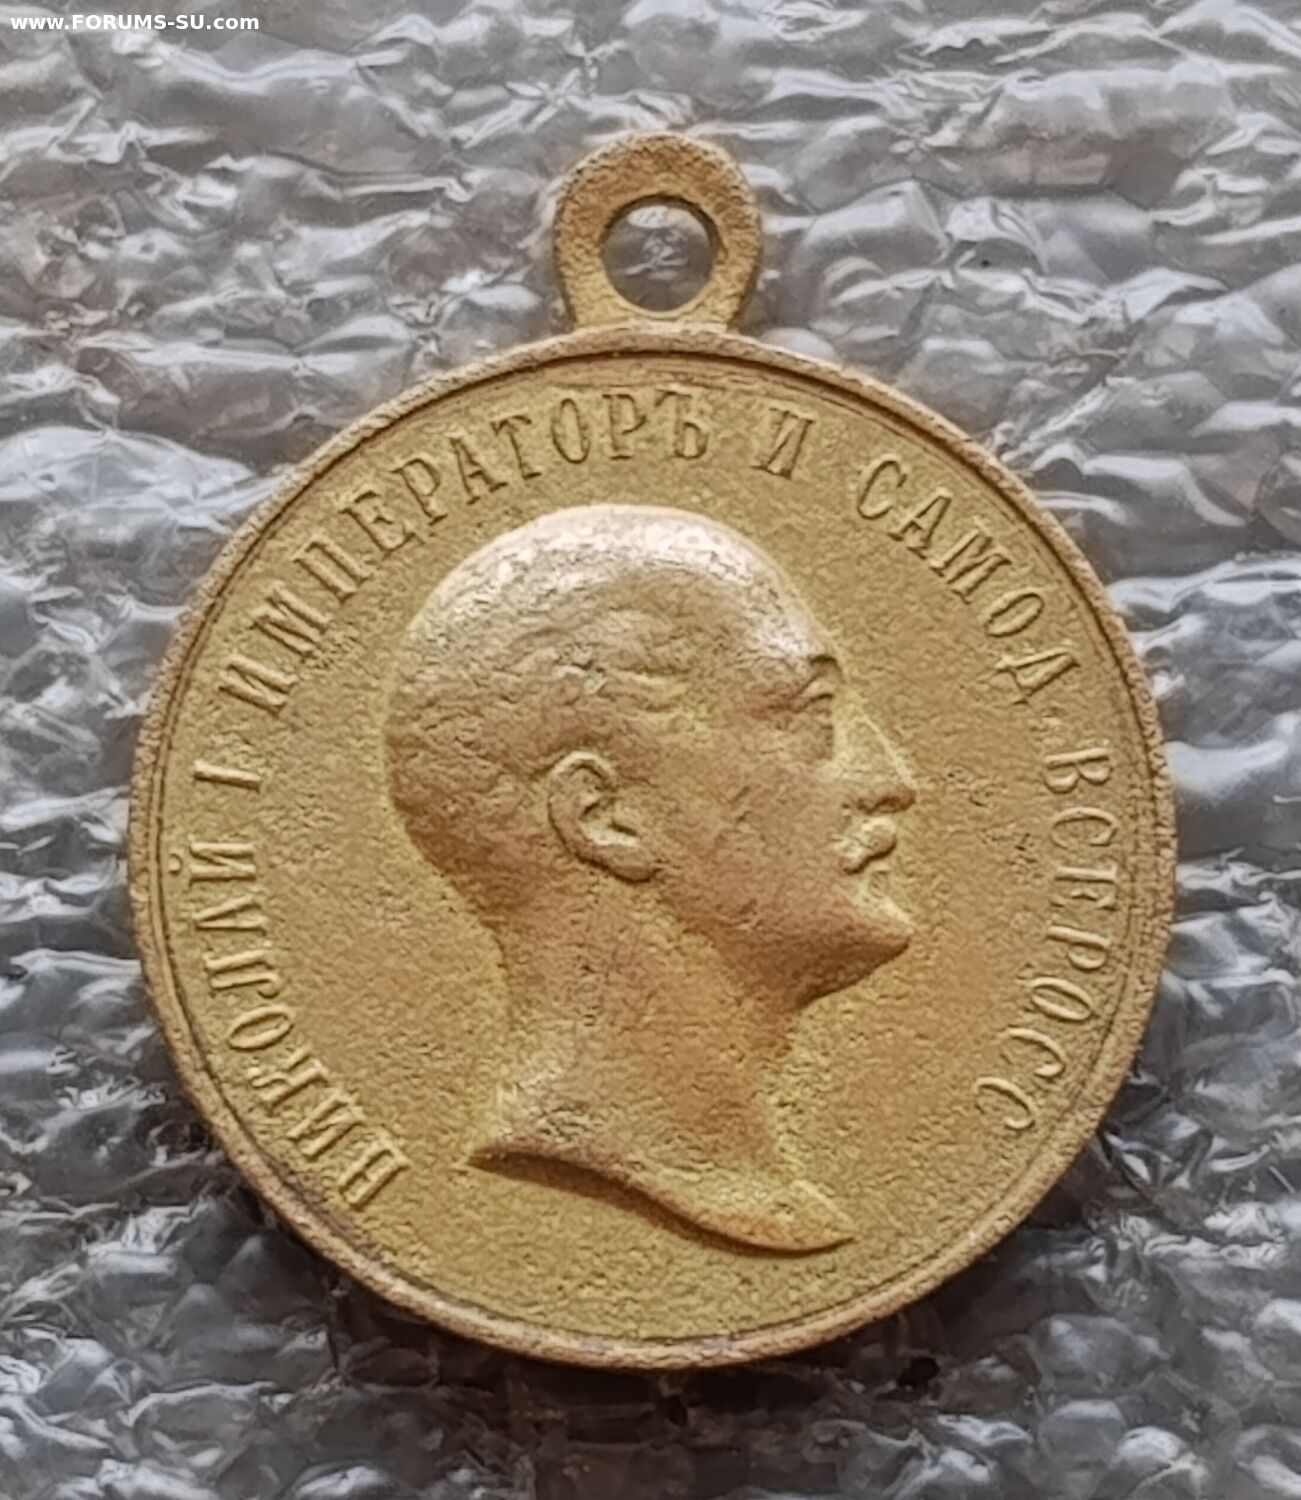 www.FORUMS-SU.com
НИКОЛАЙ I ИМПЕРАТОРЪ И САМОД. ВСЕРОСС